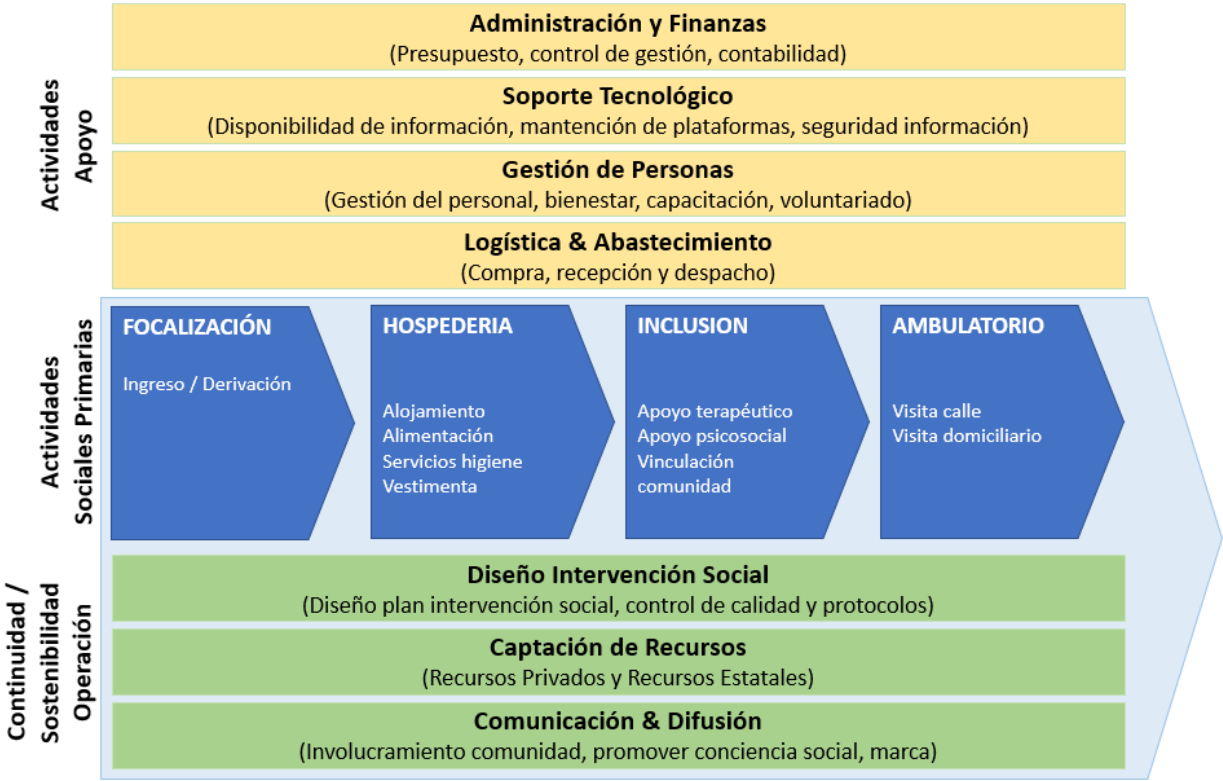 Actividades
Apoyo
Administración y Finanzas
(Presupuesto, control de gestión, contabilidad)
Soporte Tecnológico
(Disponibilidad de información, mantención de plataformas, seguridad información)
Gestión de Personas
(Gestión del personal, bienestar, capacitación, voluntariado)
Logística & Abastecimiento
(Compra, recepción y despacho)
Actividades
Sociales Primarias
FOCALIZACIÓN
Ingreso / Derivación
HOSPEDERIA
Alojamiento
Alimentación
Servicios higiene
Vestimenta
INCLUSION
Apoyo terapéutico
Apoyo psicosocial
Vinculación
comunidad
AMBULATORIO
Visita calle
Visita domiciliario
Continuidad /
Sostenibilidad
Operación
Diseño Intervención Social
(Diseño plan intervención social, control de calidad y protocolos)
Captación de Recursos
(Recursos Privados y Recursos Estatales)
Comunicación & Difusión
(Involucramiento comunidad, promover conciencia social, marca)